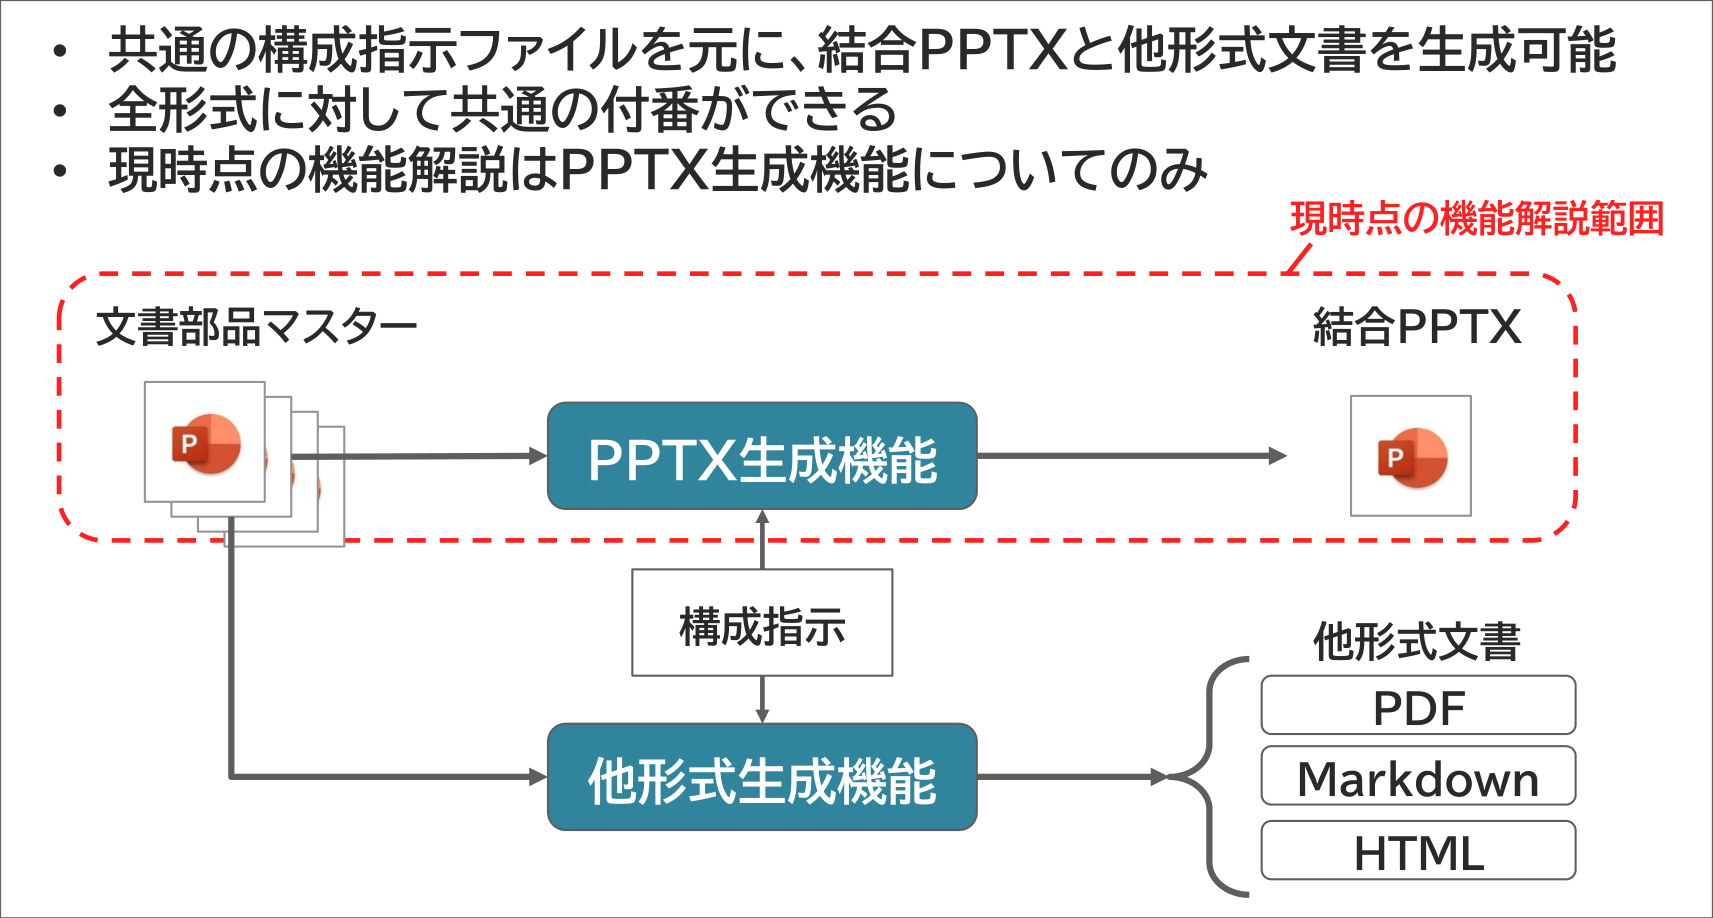 • 共通の構成指示ファイルを元に、結合PPTXと他形式文書を生成可能
• 全形式に対して共通の付番ができる
• 現時点の機能解説はPPTX生成機能についてのみ
現時点の機能解説範囲
文書部品マスター
結合PPTX
P
PPTX生成機能
P
構成指示
他形式文書
PDF
他形式生成機能
Markdown
HTML